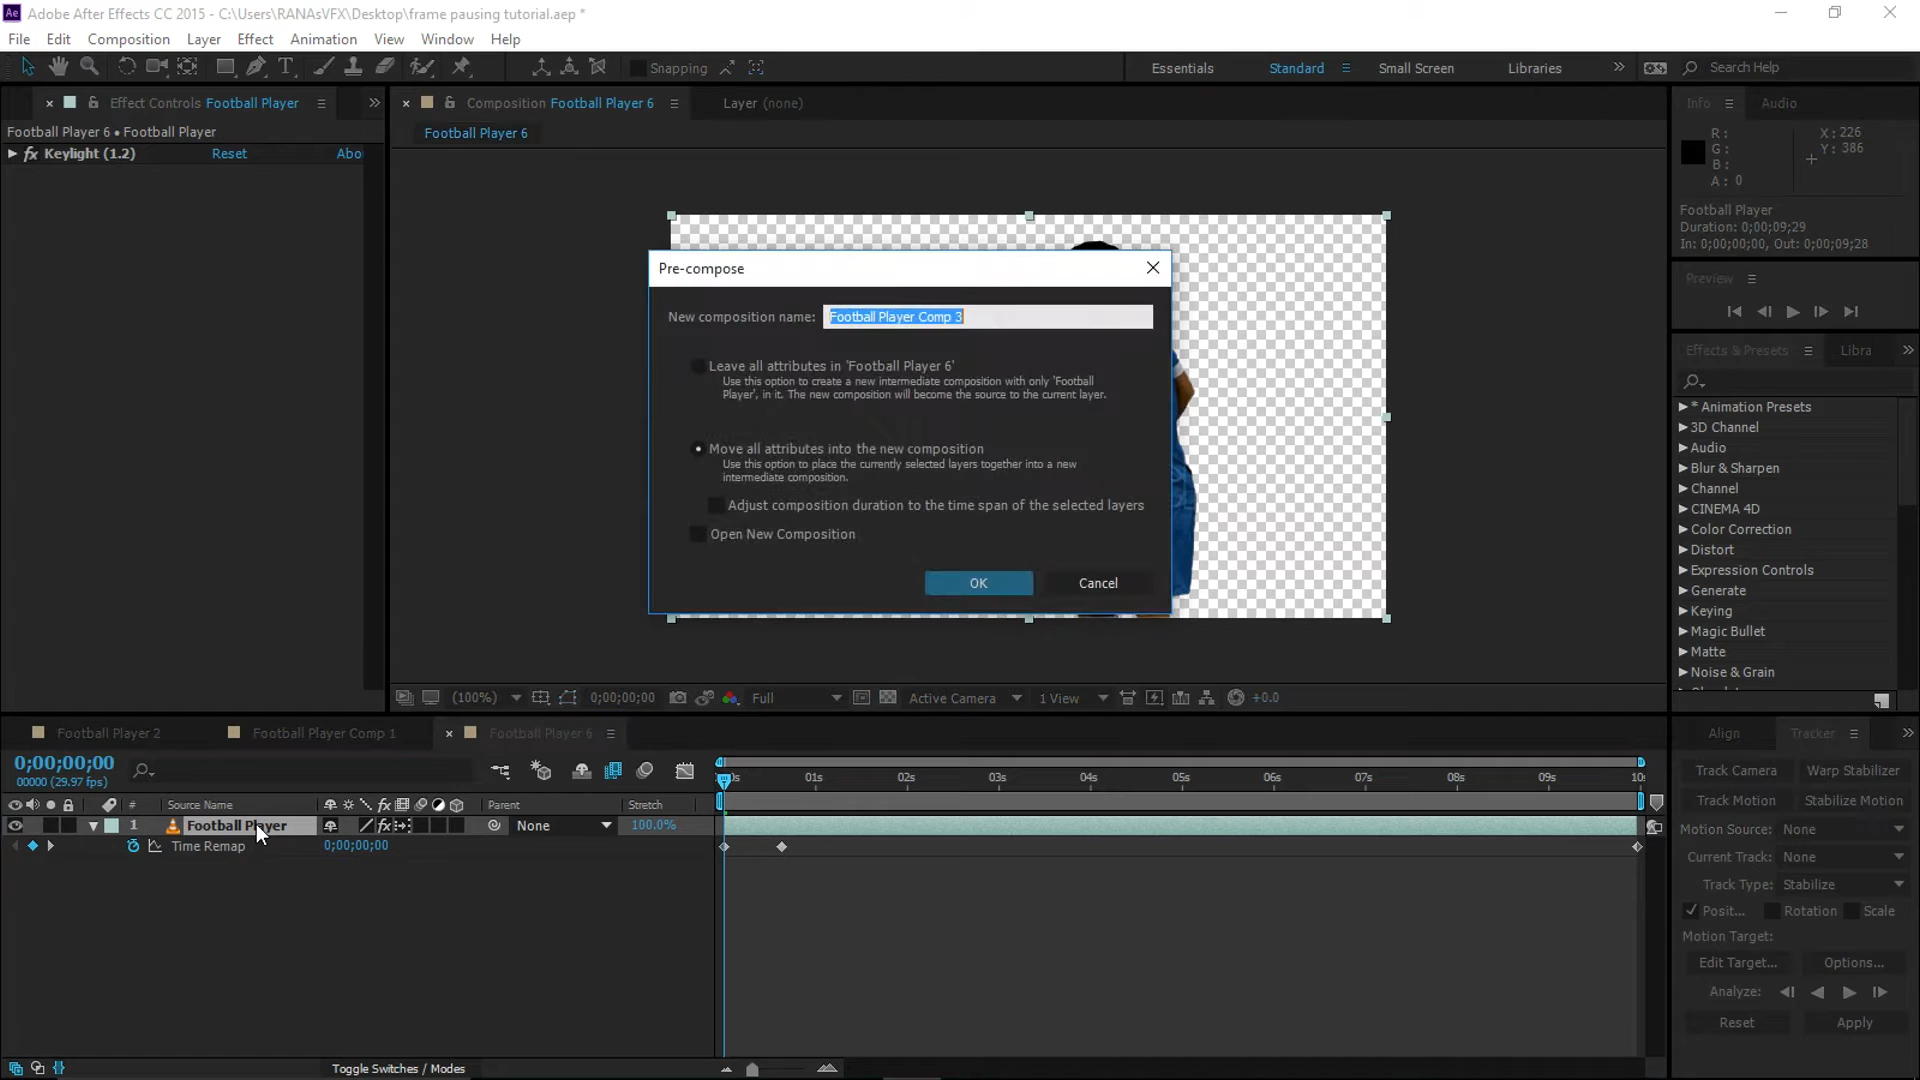 Adobe After Effects CC 2015 - C:\Users\RANAsVFX\Desktop\frame pausing tutorial.aep *
File Edit Composition Layer Effect Animation View Window Help
Snapping
Essentials Standard Small Screen Libraries Search Help
Effect Controls Football Player
Composition Football Player 6
Layer (none)
Info Audio
Football Player 6 • Football Player
Football Player 6
fx Keylight (1.2) Reset Abo
R:
G:
B:
A: 0
X: 226
Y: 386
Football Player
Duration: 0;00;09;29
In: 0;00;00;00, Out: 0;00;09;28
Preview
Effects & Presets Libra
* Animation Presets
3D Channel
Audio
Blur & Sharpen
Channel
CINEMA 4D
Color Correction
Distort
Expression Controls
Generate
Keying
Magic Bullet
Matte
Noise & Grain
Pre-compose
New composition name: Football Player Comp 3
Leave all attributes in 'Football Player 6'
Use this option to create a new intermediate composition with only 'Football
Player', in it. The new composition will become the source to the current layer.
Move all attributes into the new composition
Use this option to place the currently selected layers together into a new
intermediate composition.
Adjust composition duration to the time span of the selected layers
Open New Composition
OK Cancel
(100%) 0;00;00;00 Full Active Camera 1 View +0.0
Football Player 2 Football Player Comp 1 Football Player 6
0;00;00;00
00000 (29.97 fps)
0s 01s 02s 03s 04s 05s 06s 07s 08s 09s 10s
# Source Name fx Parent Stretch
1 Football Player fx None 100.0%
Time Remap 0;00;00;00
Toggle Switches / Modes
Align Tracker
Track Camera Warp Stabilizer
Track Motion Stabilize Motion
Motion Source: None
Current Track: None
Track Type: Stabilize
Posit... Rotation Scale
Motion Target:
Edit Target... Options...
Analyze:
Reset Apply